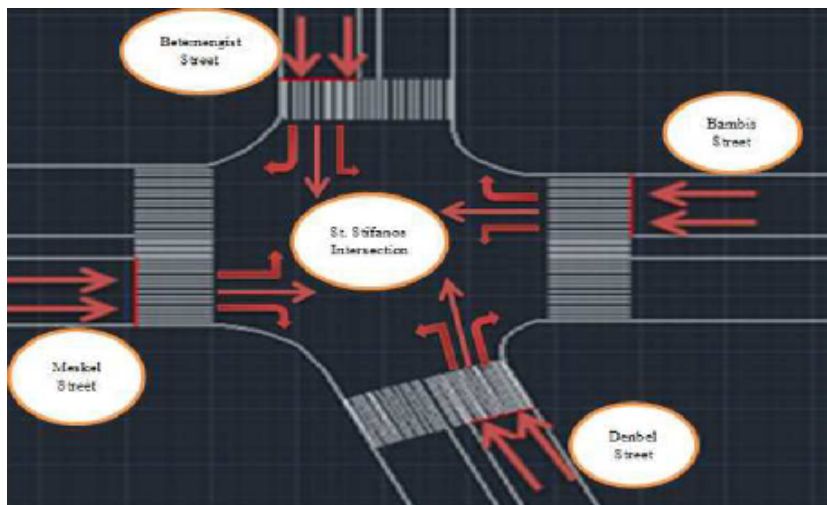 Betemengist
Street
Bambis
Street
St. Stifanos
Intersection
Meskel
Street
Denbel
Street